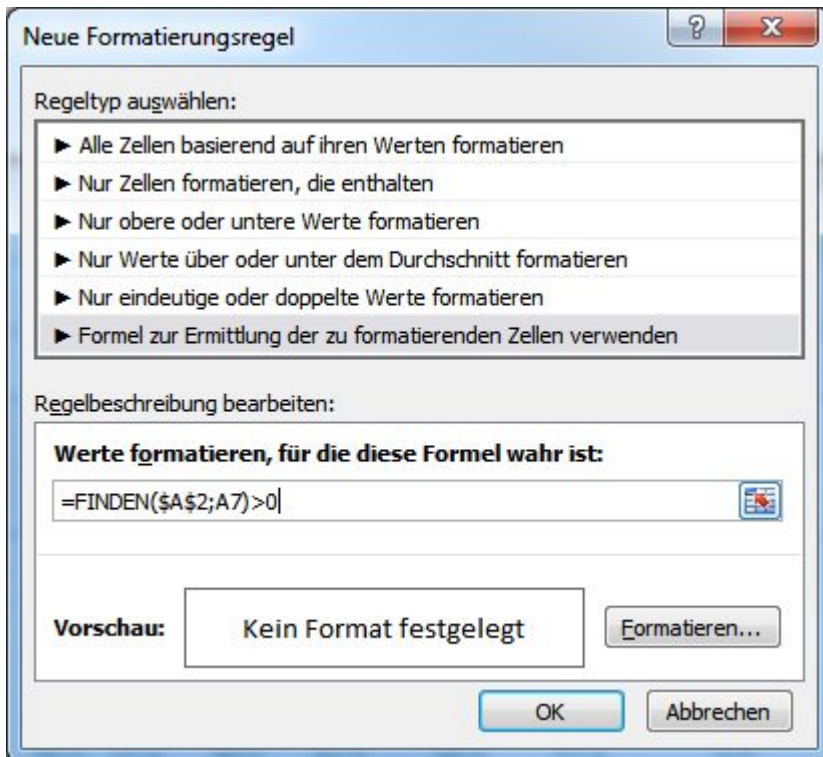 Neue Formatierungsregel
Regeltyp auswählen:
► Alle Zellen basierend auf ihren Werten formatieren
► Nur Zellen formatieren, die enthalten
► Nur obere oder untere Werte formatieren
► Nur Werte über oder unter dem Durchschnitt formatieren
► Nur eindeutige oder doppelte Werte formatieren
► Formel zur Ermittlung der zu formatierenden Zellen verwenden
Regelbeschreibung bearbeiten:
Werte formatieren, für die diese Formel wahr ist:
=FINDEN($A$2;A7)>0
Vorschau: Kein Format festgelegt Formatieren...
OK Abbrechen